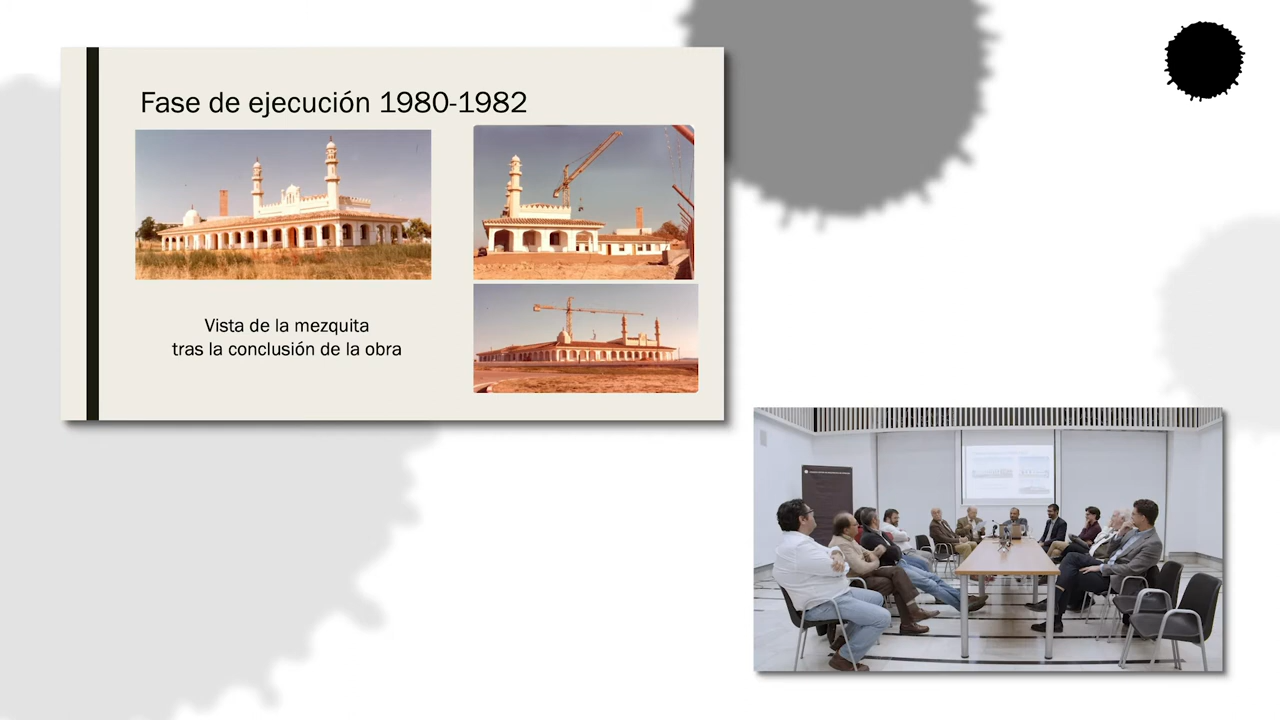 Fase de ejecución 1980-1982
Vista de la mezquita
tras la conclusión de la obra